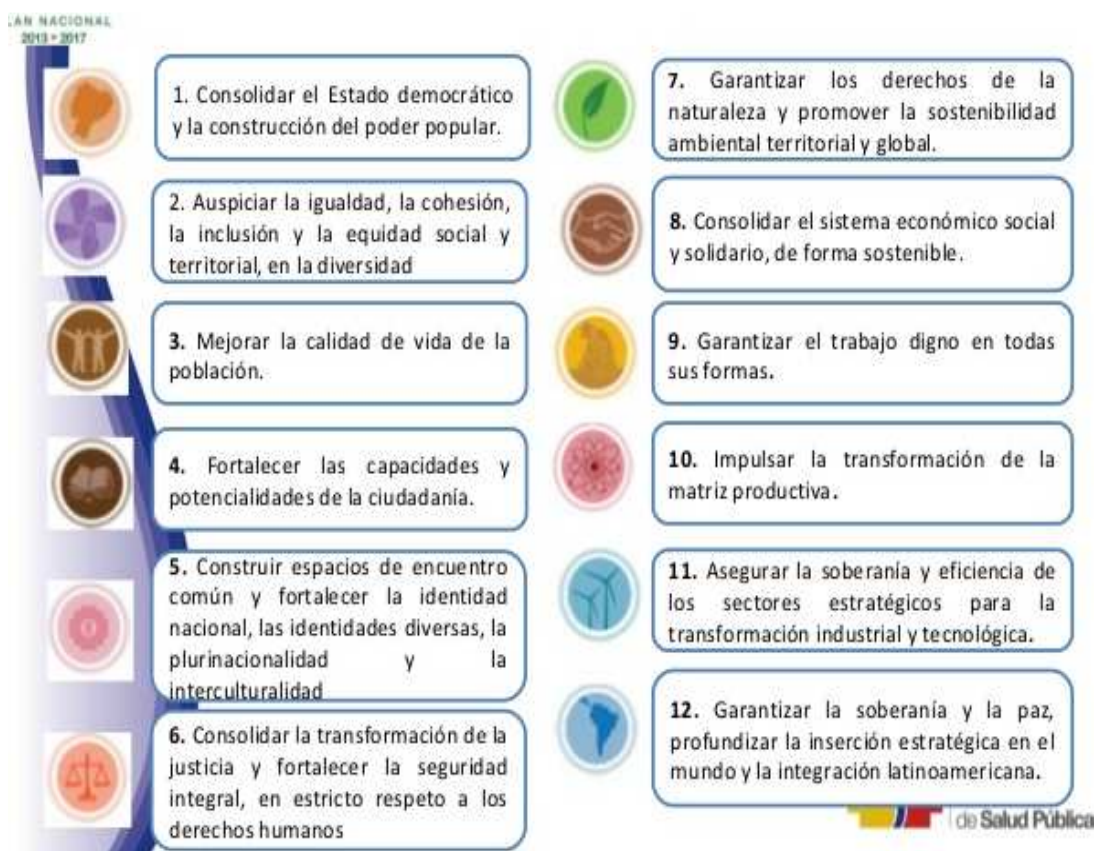 LAN NACIONAL
2013 • 2017
1. Consolidar el Estado democrático
y la construcción del poder popular.
2. Auspiciar la igualdad, la cohesión,
la inclusión y la equidad social y
territorial, en la diversidad
3. Mejorar la calidad de vida de la
población.
4. Fortalecer las capacidades y
potencialidades de la ciudadanía.
5. Construir espacios de encuentro
común y fortalecer la identidad
nacional, las identidades diversas, la
plurinacionalidad y la
interculturalidad
6. Consolidar la transformación de la
justicia y fortalecer la seguridad
integral, en estricto respeto a los
derechos humanos
7. Garantizar los derechos de la
naturaleza y promover la sostenibilidad
ambiental territorial y global.
8. Consolidar el sistema económico social
y solidario, de forma sostenible.
9. Garantizar el trabajo digno en todas
sus formas.
10. Impulsar la transformación de la
matriz productiva.
11. Asegurar la soberanía y eficiencia de
los sectores estratégicos para la
transformación industrial y tecnológica.
12. Garantizar la soberanía y la paz,
profundizar la inserción estratégica en el
mundo y la integración latinoamericana.
de Salud Pública